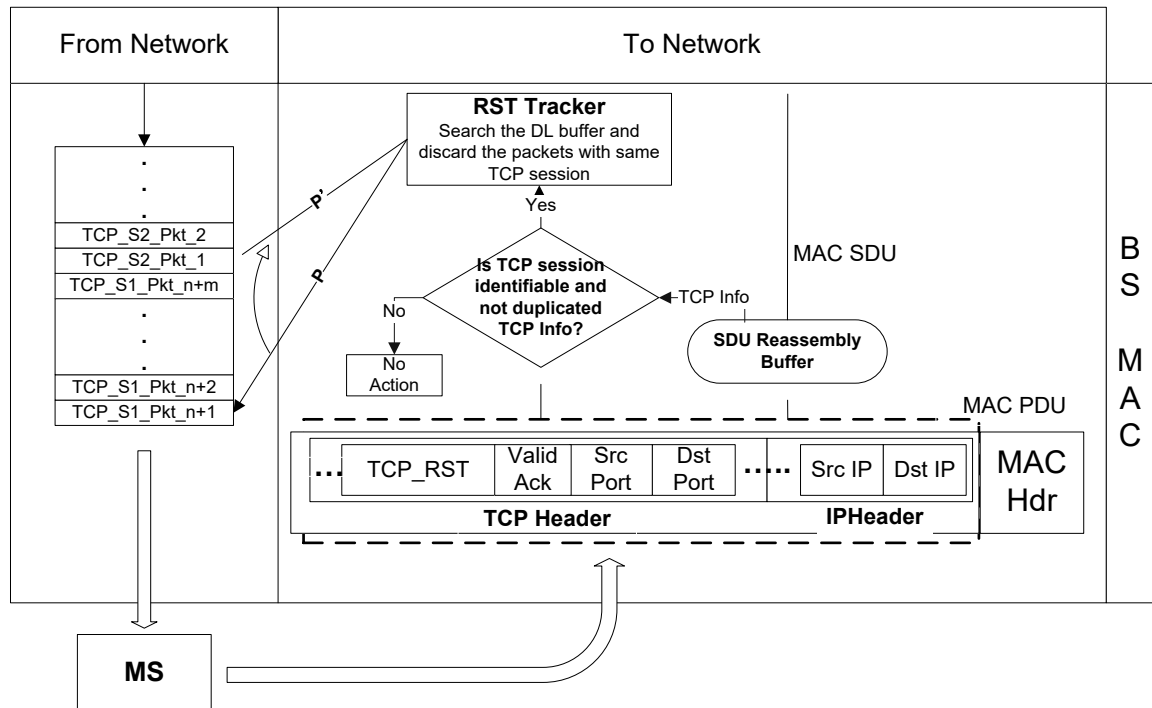 From Network
To Network
RST Tracker
Search the DL buffer and
discard the packets with same
TCP session
.
.
.
TCP_S2_Pkt_2
TCP_S2_Pkt_1
TCP_S1_Pkt_n+m
.
.
.
TCP_S1_Pkt_n+2
TCP_S1_Pkt_n+1
P'
P
Yes
Is TCP session
identifiable and
not duplicated
TCP Info?
No
No
Action
TCP Info
MAC SDU
SDU Reassembly
Buffer
MAC PDU
... TCP_RST
Valid
Ack
Src
Port
Dst
Port
.....
Src IP
Dst IP
MAC
Hdr
TCP Header
IPHeader
B
S
M
A
C
MS